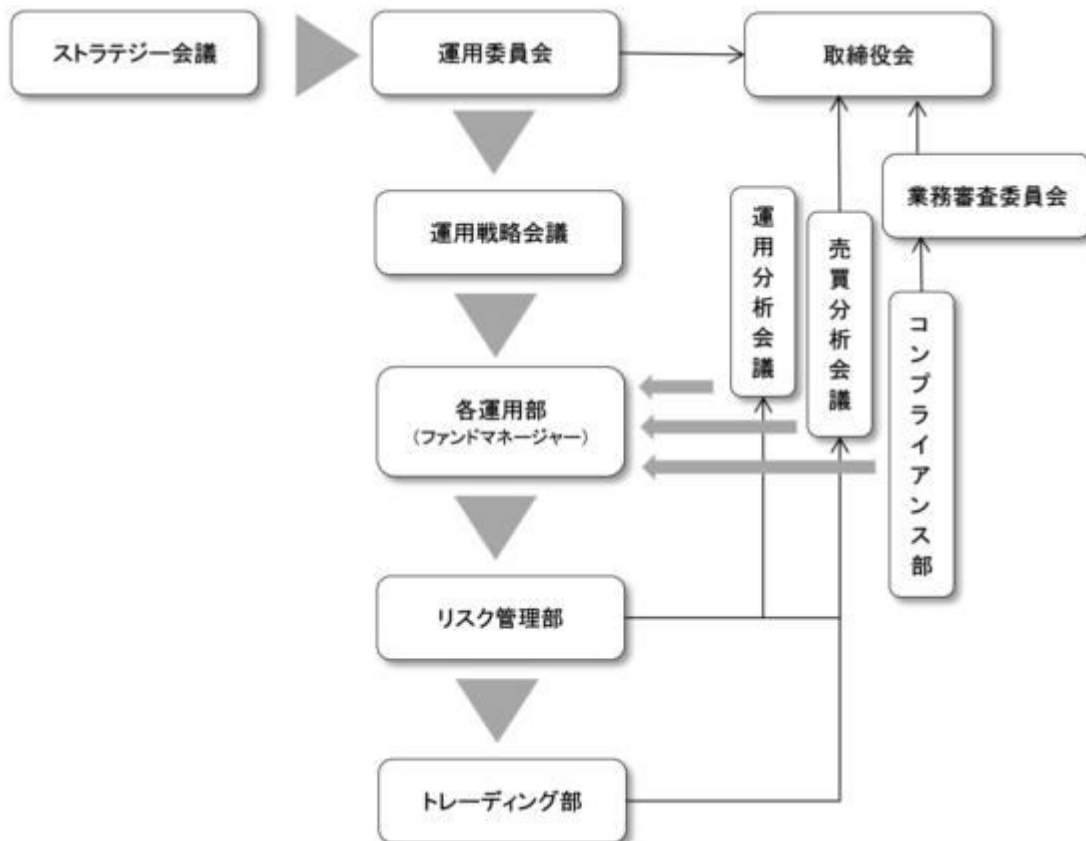 ストラテジー会議
運用委員会
取締役会
業務審査委員会
運用戦略会議
運用分析会議
売買分析会議
コンプライアンス部
各運用部
（ファンドマネージャー）
リスク管理部
トレーディング部